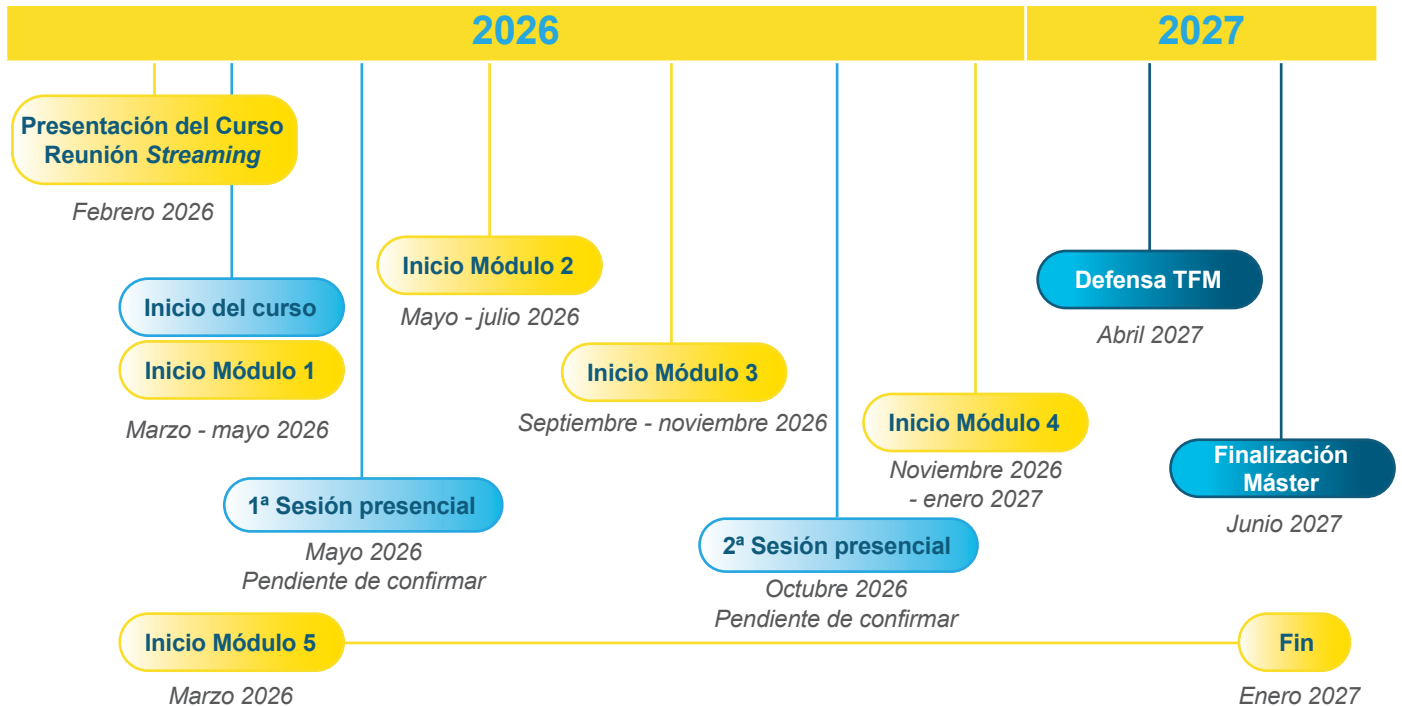 2026
2027
Presentación del Curso
Reunión Streaming
Febrero 2026
Inicio del curso
Inicio Módulo 1
Marzo - mayo 2026
1ª Sesión presencial
Mayo 2026
Pendiente de confirmar
Inicio Módulo 2
Mayo - julio 2026
Inicio Módulo 3
Septiembre - noviembre 2026
2ª Sesión presencial
Octubre 2026
Pendiente de confirmar
Inicio Módulo 4
Noviembre 2026
- enero 2027
Defensa TFM
Abril 2027
Finalización
Máster
Junio 2027
Inicio Módulo 5
Marzo 2026
Fin
Enero 2027